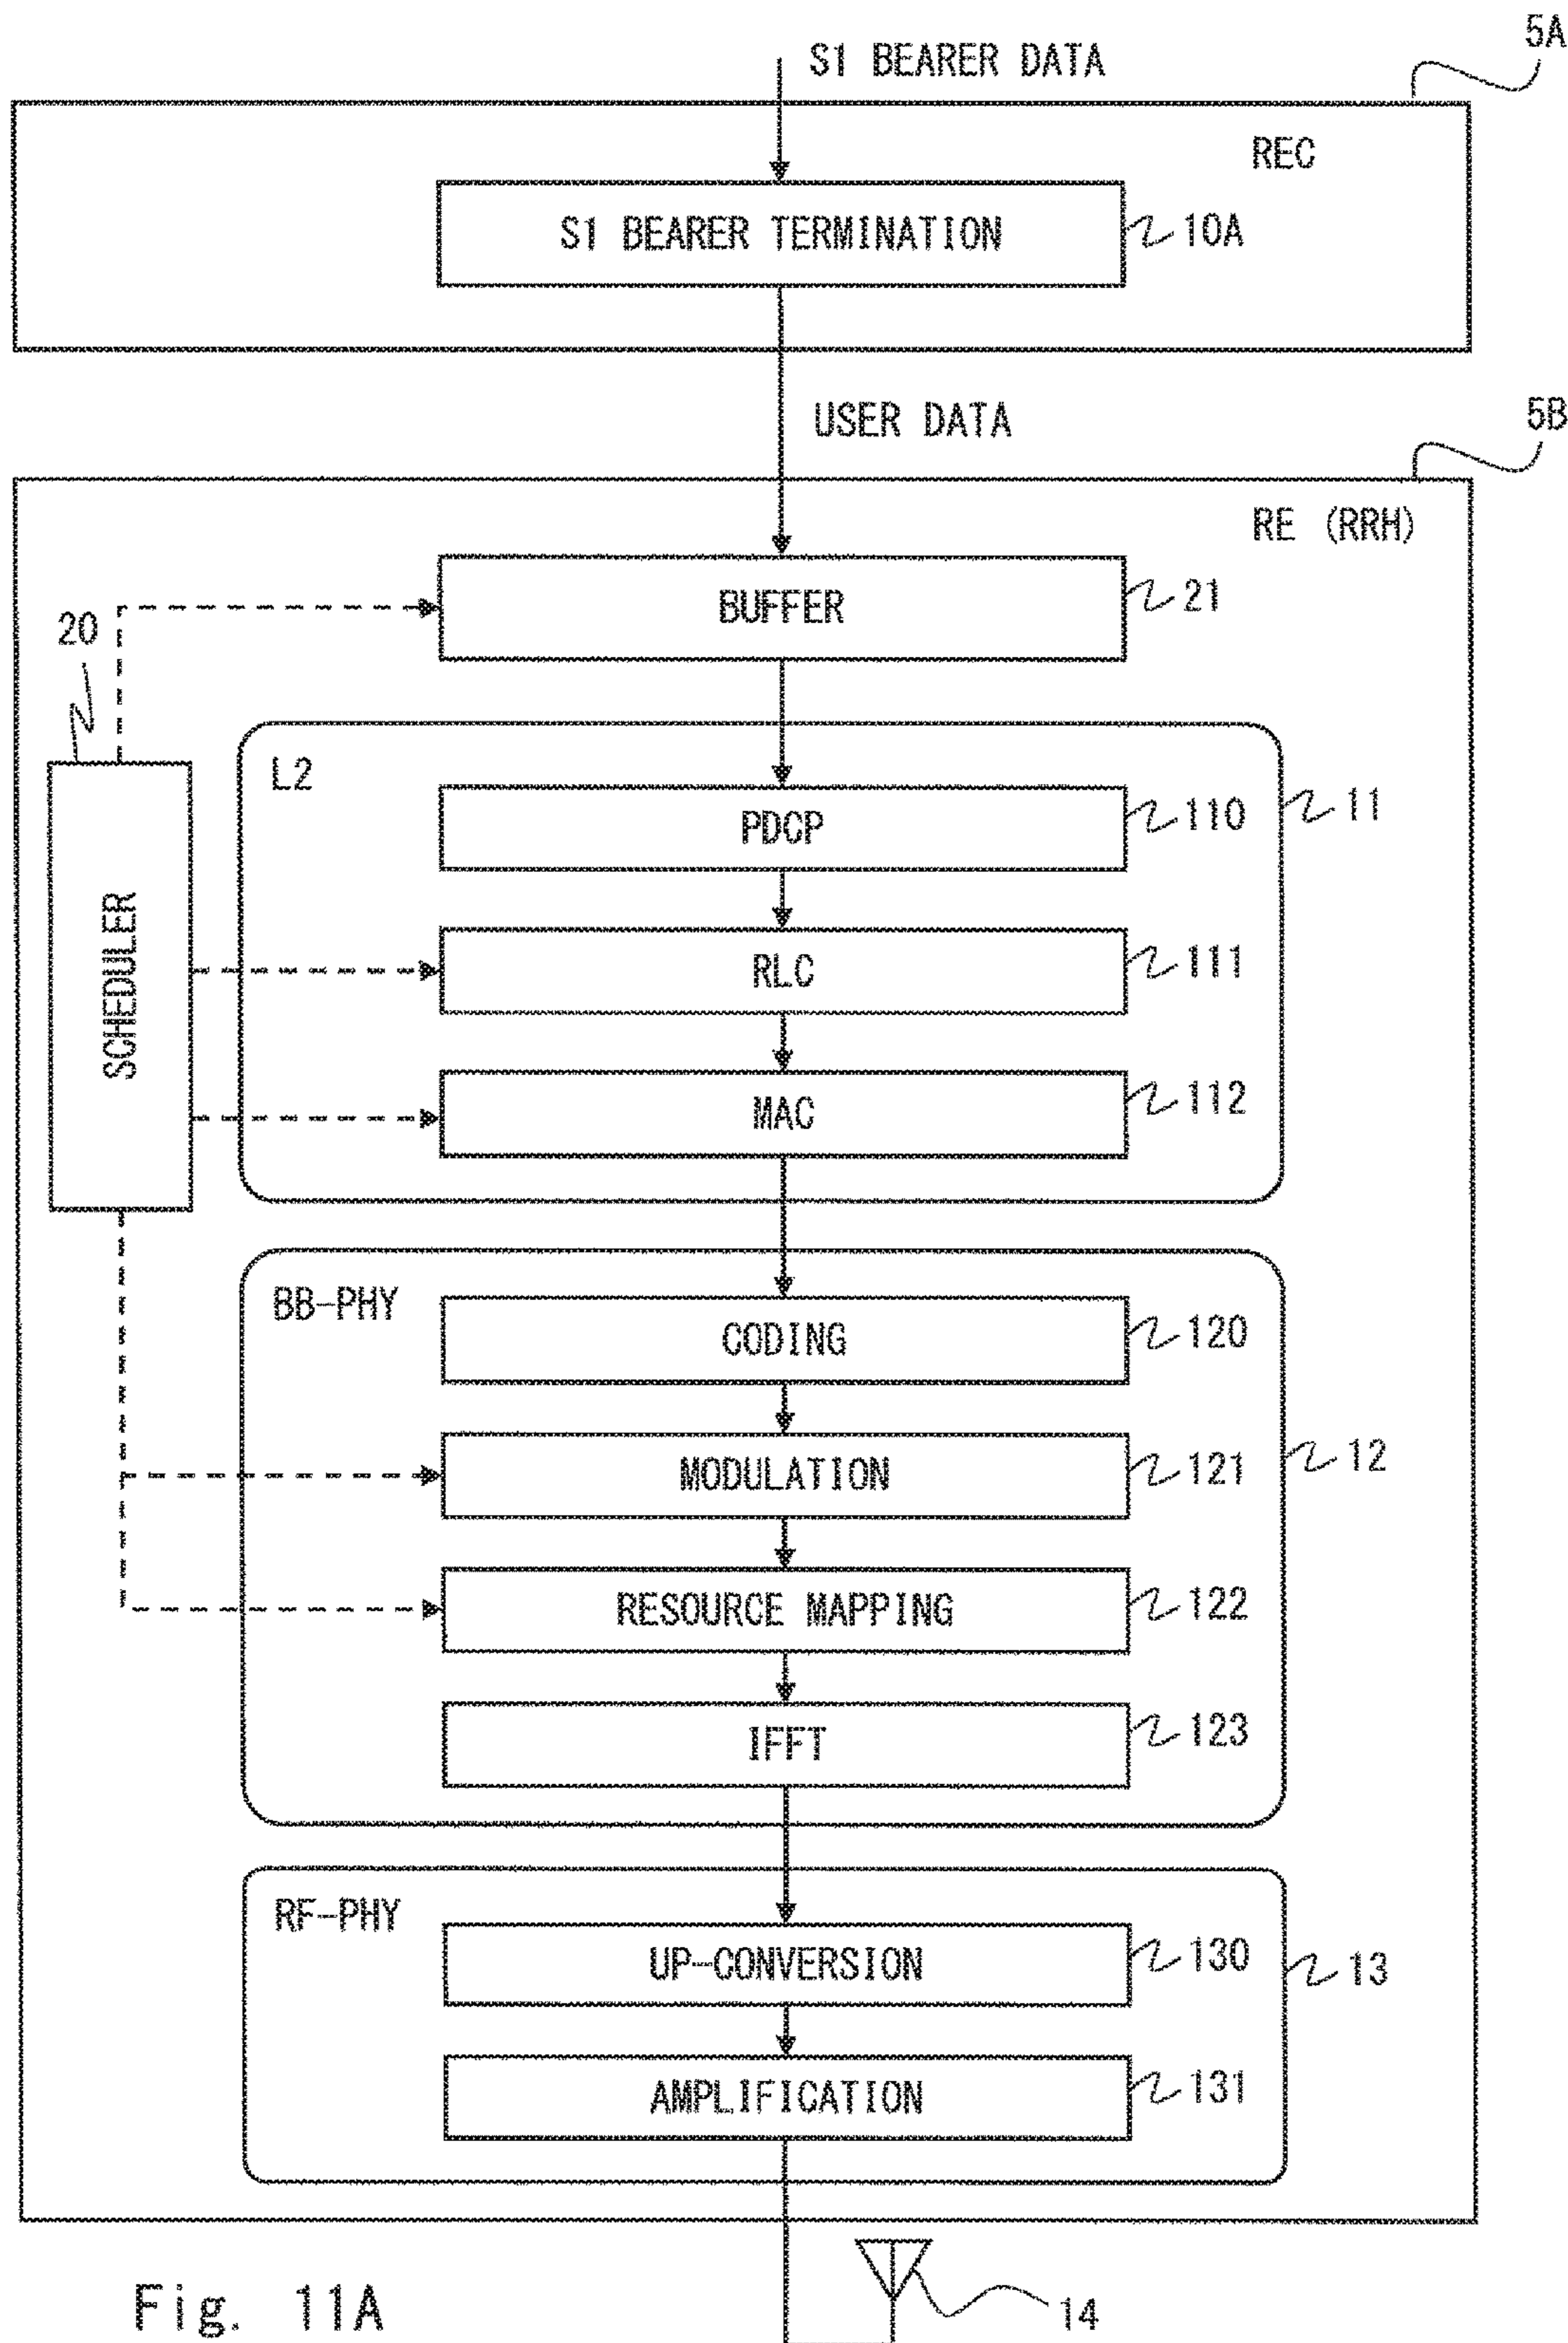 5A
S1 BEARER DATA
REC
S1 BEARER TERMINATION
10A
USER DATA
5B
RE (RRH)
BUFFER
21
20
L2
PDCP
110
11
SCHEDULER
RLC
111
MAC
112
BB-PHY
CODING
120
MODULATION
121
12
RESOURCE MAPPING
122
IFFT
123
RF-PHY
UP-CONVERSION
130
13
AMPLIFICATION
131
14
Fig. 11A